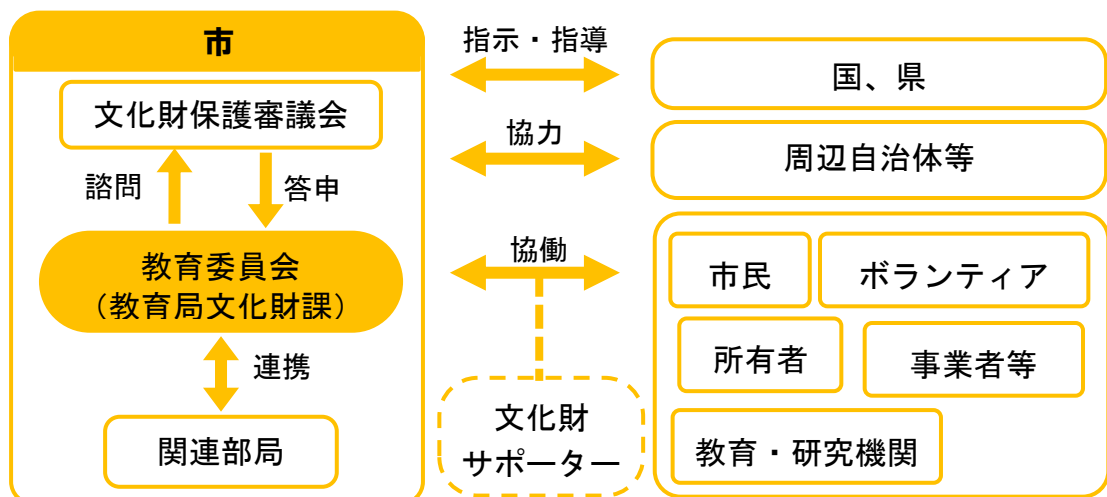 市
文化財保護審議会
諮問
答申
教育委員会
（教育局文化財課）
連携
関連部局
指示・指導
協力
協働
文化財
サポーター
国、県
周辺自治体等
市民
ボランティア
所有者
事業者等
教育・研究機関